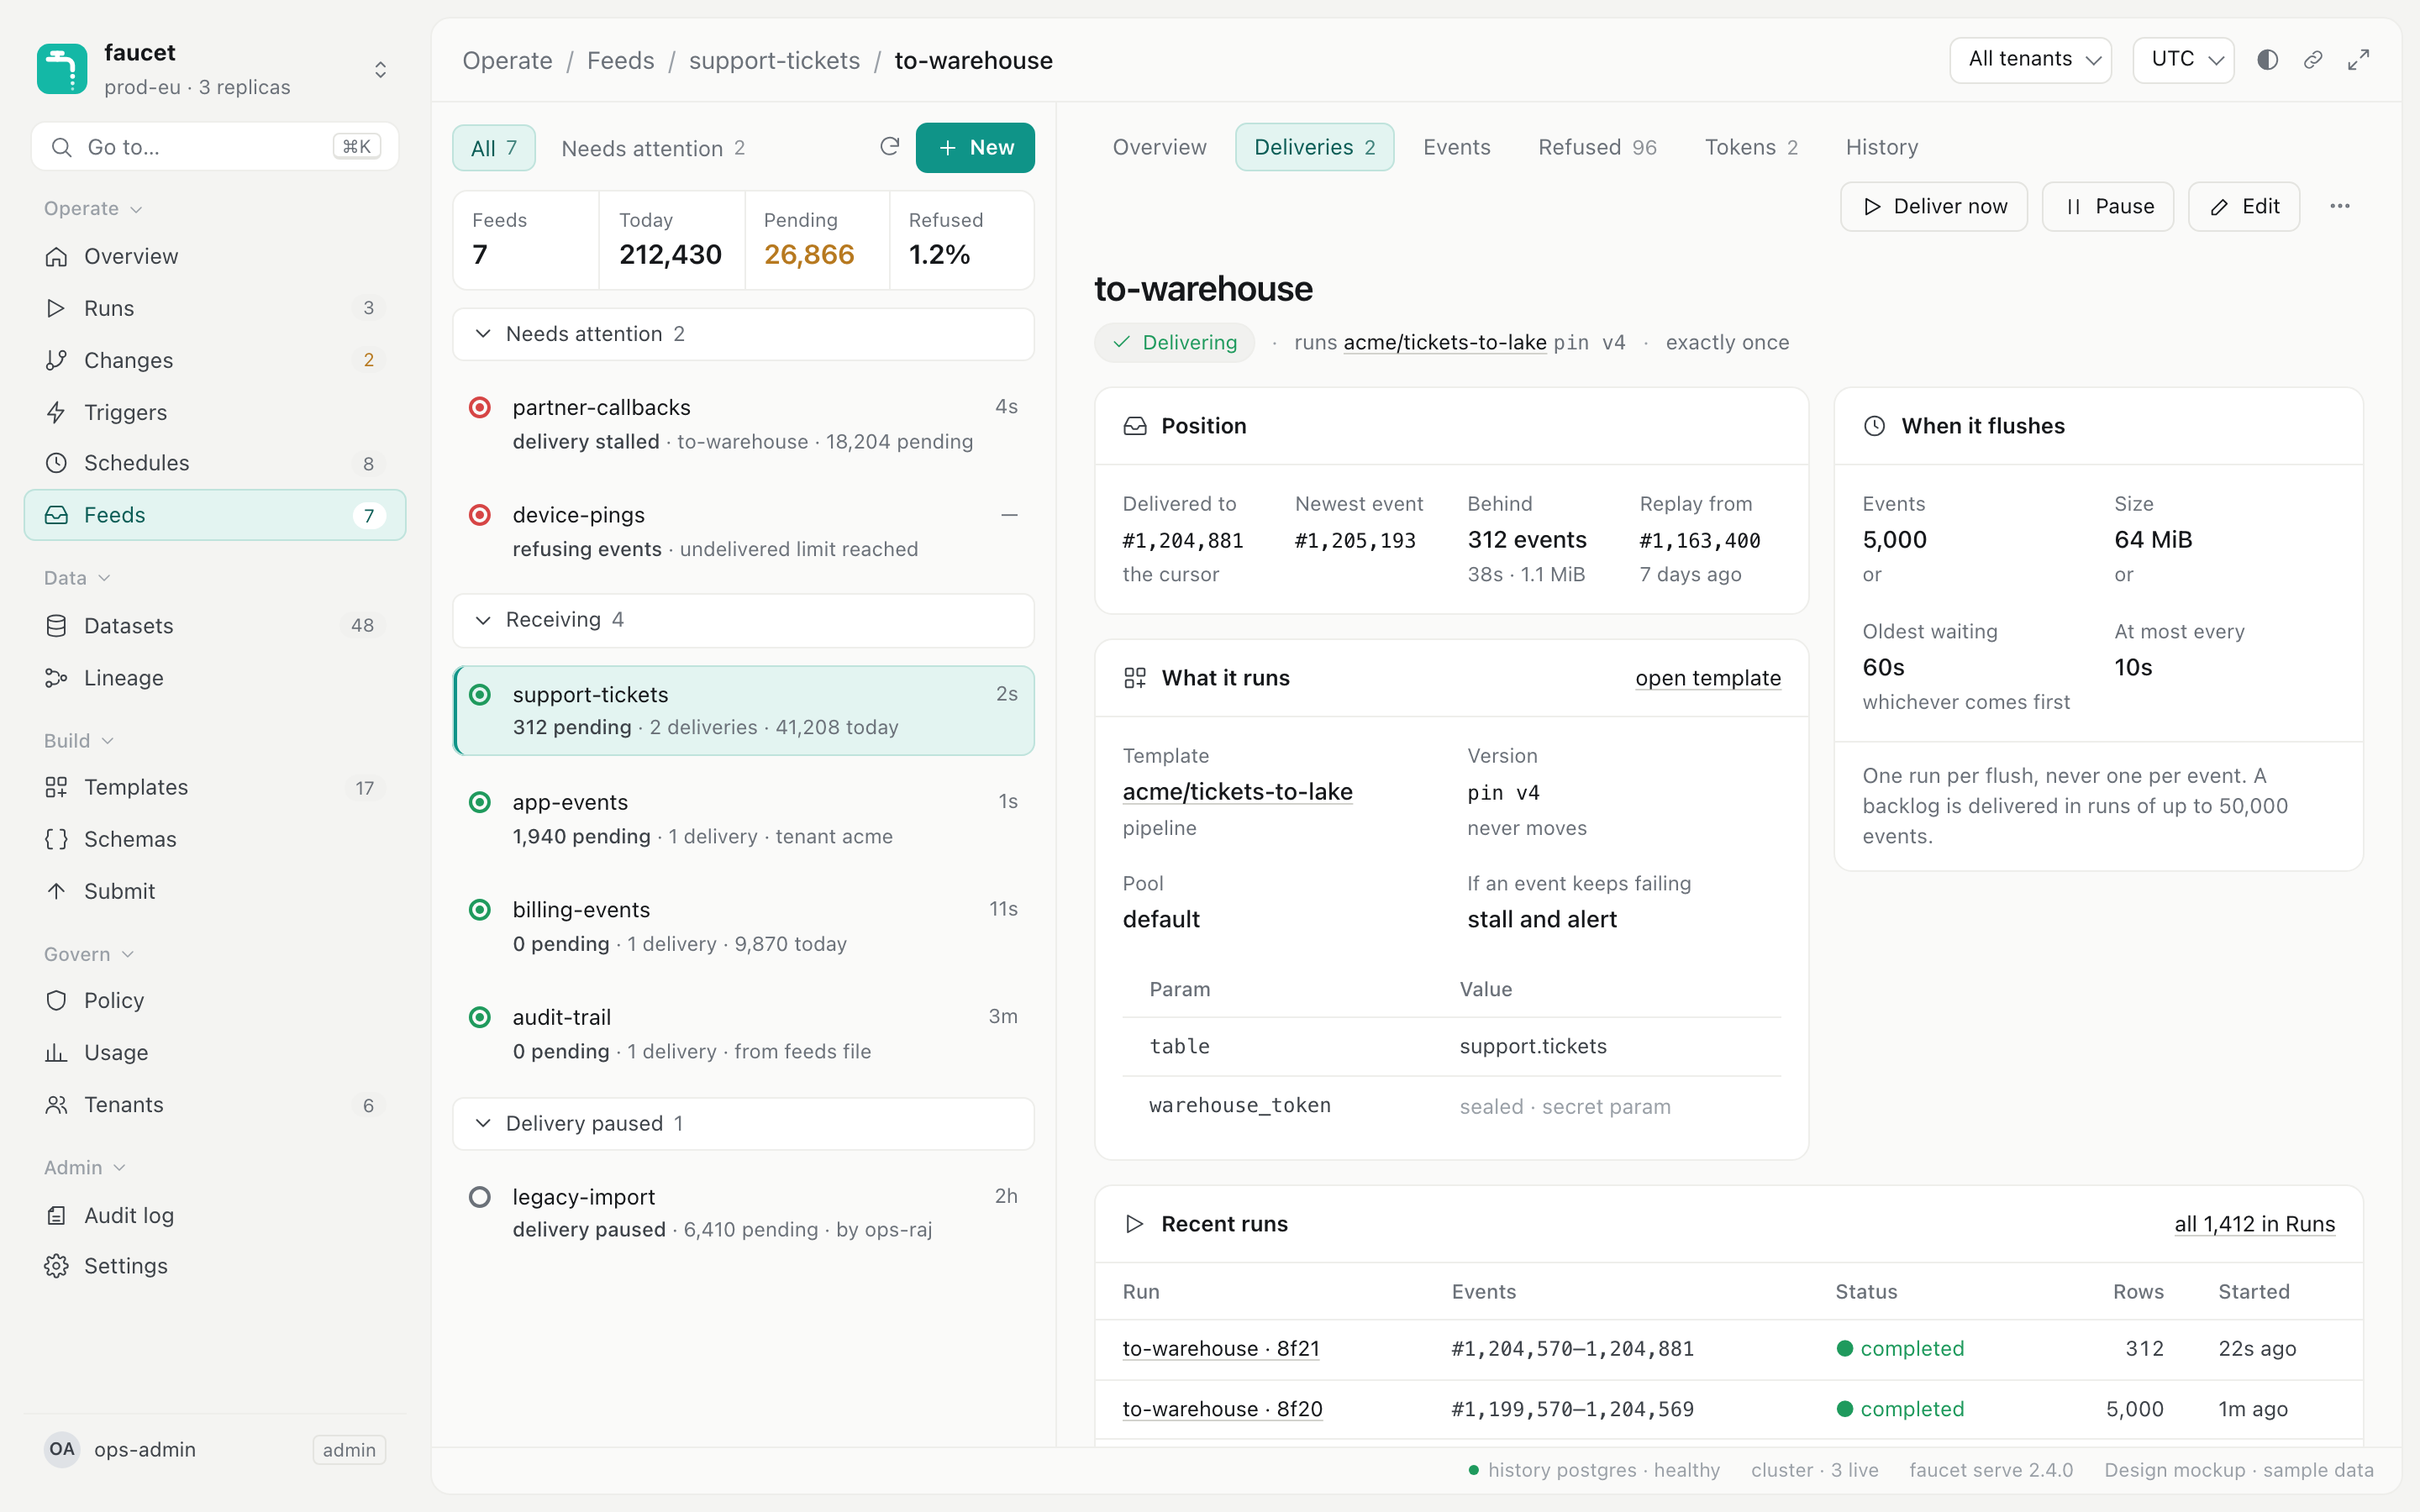 faucet
prod-eu · 3 replicas
Go to...
⌘K
Operate
Overview
Runs 3
Changes 2
Triggers
Schedules 8
Feeds 7
Data
Datasets 48
Lineage
Build
Templates 17
Schemas
Submit
Govern
Policy
Usage
Tenants 6
Admin
Audit log
Settings
OA ops-admin admin
Operate / Feeds / support-tickets / to-warehouse
All tenants
UTC
All 7
Needs attention 2
New
Feeds
7
Today
212,430
Pending
26,866
Refused
1.2%
Needs attention 2
partner-callbacks 4s
delivery stalled · to-warehouse · 18,204 pending
device-pings —
refusing events · undelivered limit reached
Receiving 4
support-tickets 2s
312 pending · 2 deliveries · 41,208 today
app-events 1s
1,940 pending · 1 delivery · tenant acme
billing-events 11s
0 pending · 1 delivery · 9,870 today
audit-trail 3m
0 pending · 1 delivery · from feeds file
Delivery paused 1
legacy-import 2h
delivery paused · 6,410 pending · by ops-raj
Overview
Deliveries 2
Events
Refused 96
Tokens 2
History
Deliver now
Pause
Edit
to-warehouse
Delivering · runs acme/tickets-to-lake pin v4 · exactly once
Position
Delivered to
#1,204,881
the cursor
Newest event
#1,205,193
Behind
312 events
38s · 1.1 MiB
Replay from
#1,163,400
7 days ago
When it flushes
Events
5,000
or
Size
64 MiB
or
Oldest waiting
60s
whichever comes first
At most every
10s
One run per flush, never one per event. A
backlog is delivered in runs of up to 50,000
events.
What it runs
open template
Template
acme/tickets-to-lake
pipeline
Version
pin v4
never moves
Pool
default
If an event keeps failing
stall and alert
Param Value
table support.tickets
warehouse_token sealed · secret param
Recent runs
all 1,412 in Runs
Run Events Status Rows Started
to-warehouse · 8f21 #1,204,570–1,204,881 completed 312 22s ago
to-warehouse · 8f20 #1,199,570–1,204,569 completed 5,000 1m ago
history postgres · healthy
cluster · 3 live
faucet serve 2.4.0
Design mockup · sample data